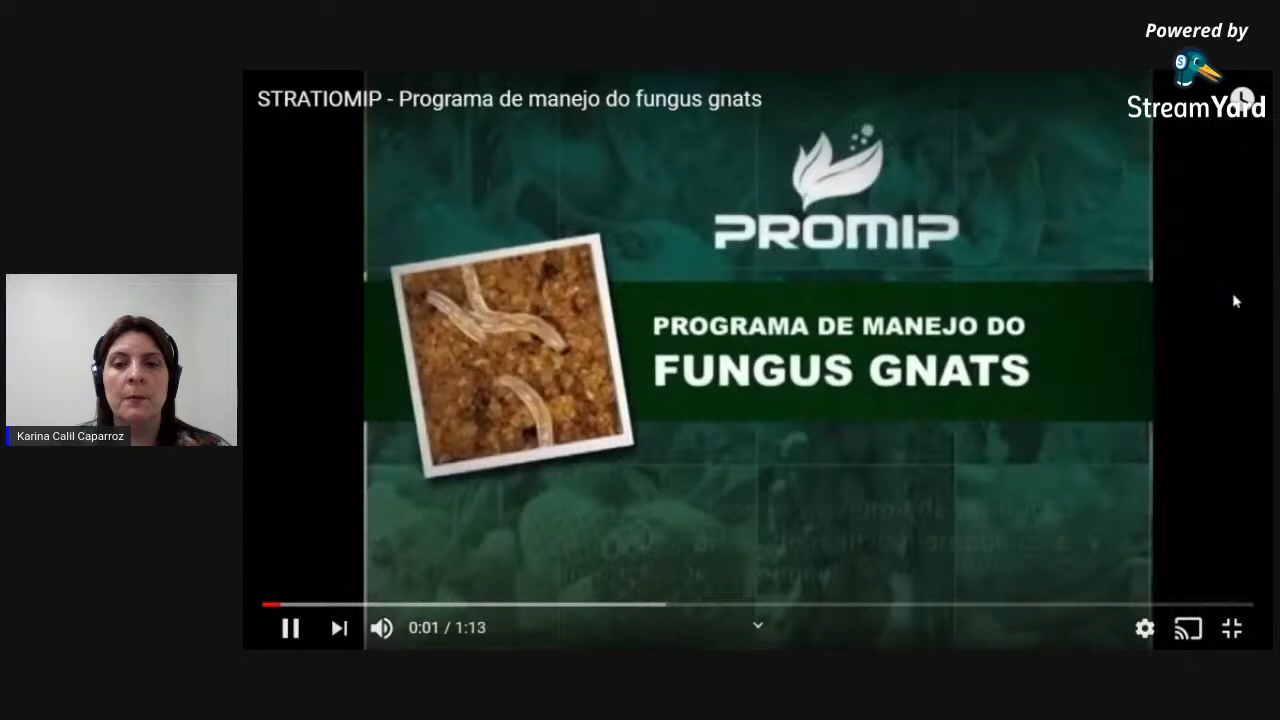 Powered by
StreamYard
STRATIOMIP - Programa de manejo do fungus gnats
PROMIP
PROGRAMA DE MANEJO DO
FUNGUS GNATS
Karina Calil Caparroz
0:01 / 1:13